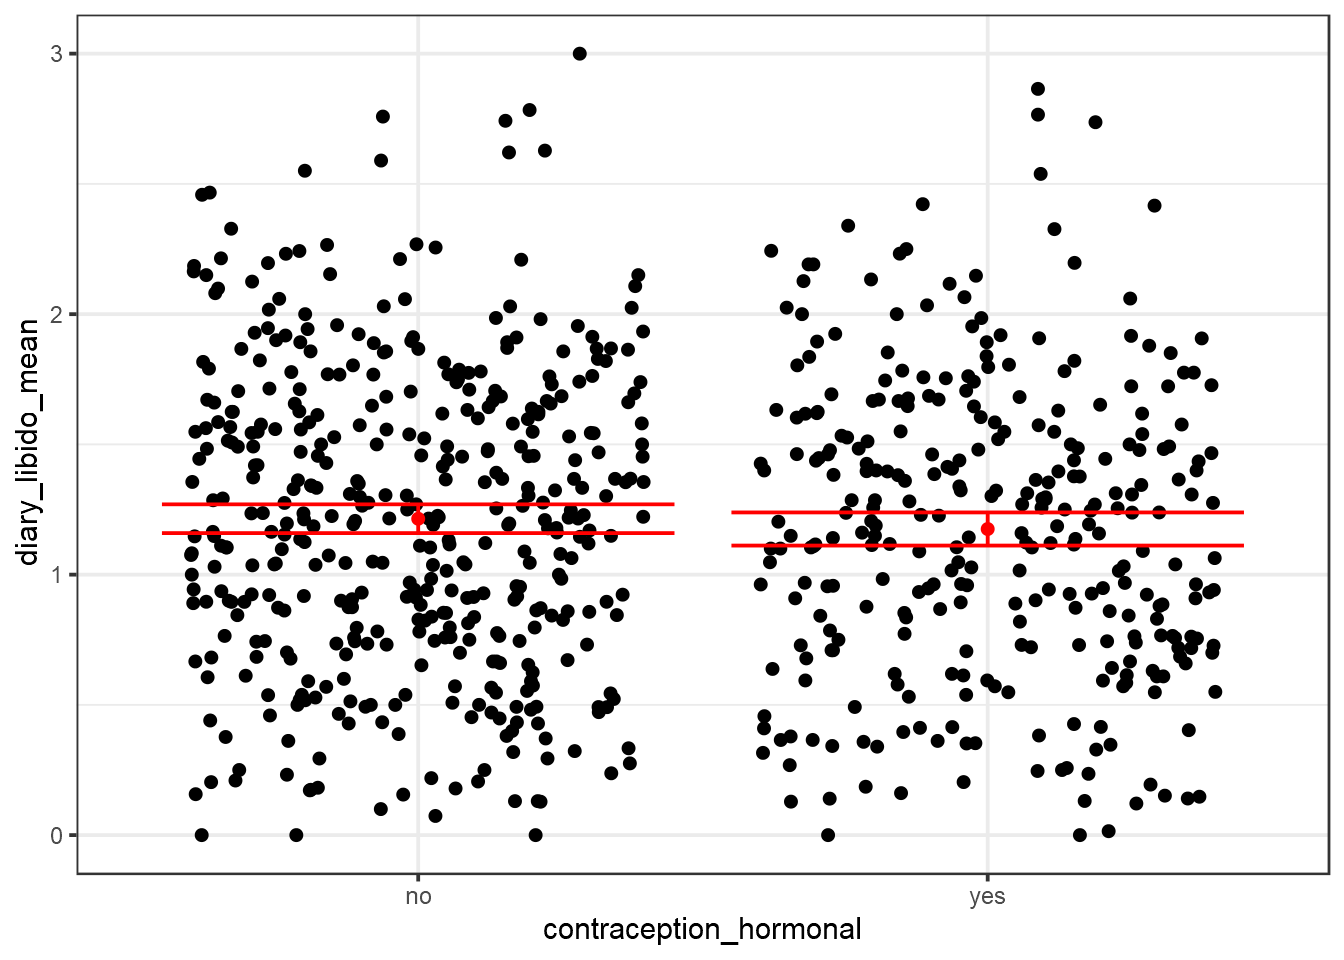 3
2
1
0
diary_libido_mean
no yes
contraception_hormonal